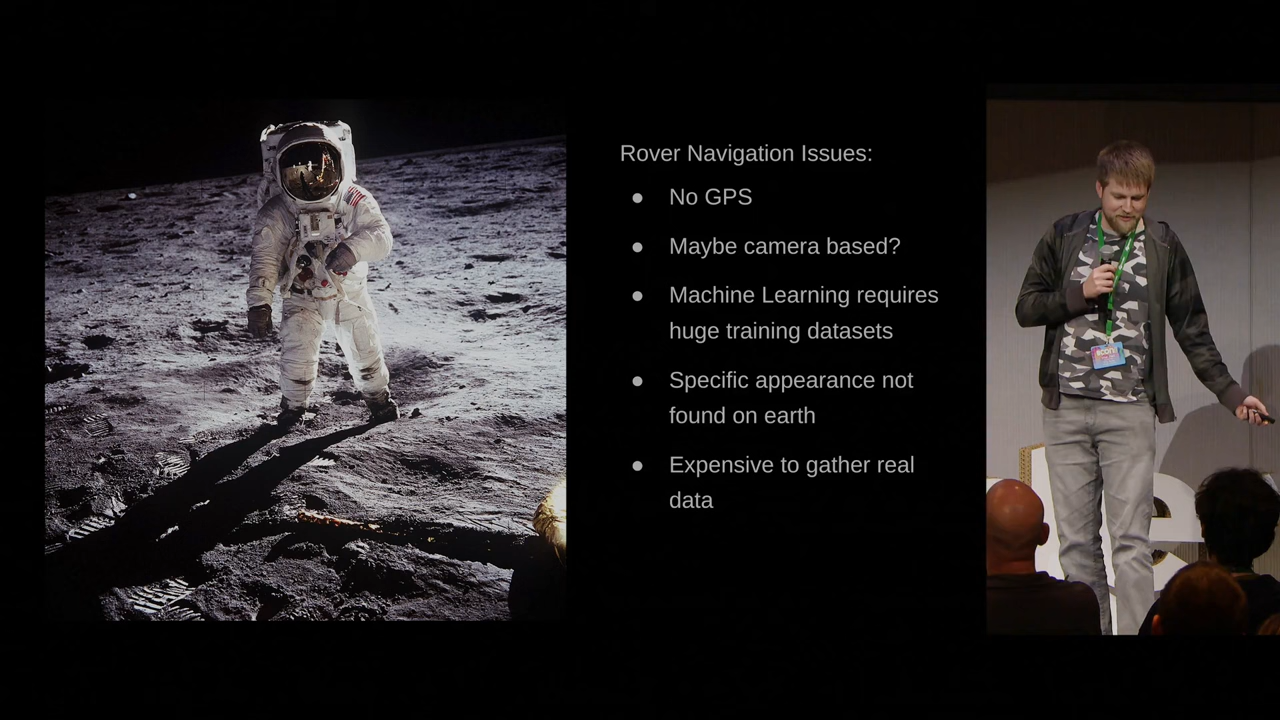 Rover Navigation Issues:
● No GPS
● Maybe camera based?
● Machine Learning requires
huge training datasets
● Specific appearance not
found on earth
● Expensive to gather real
data